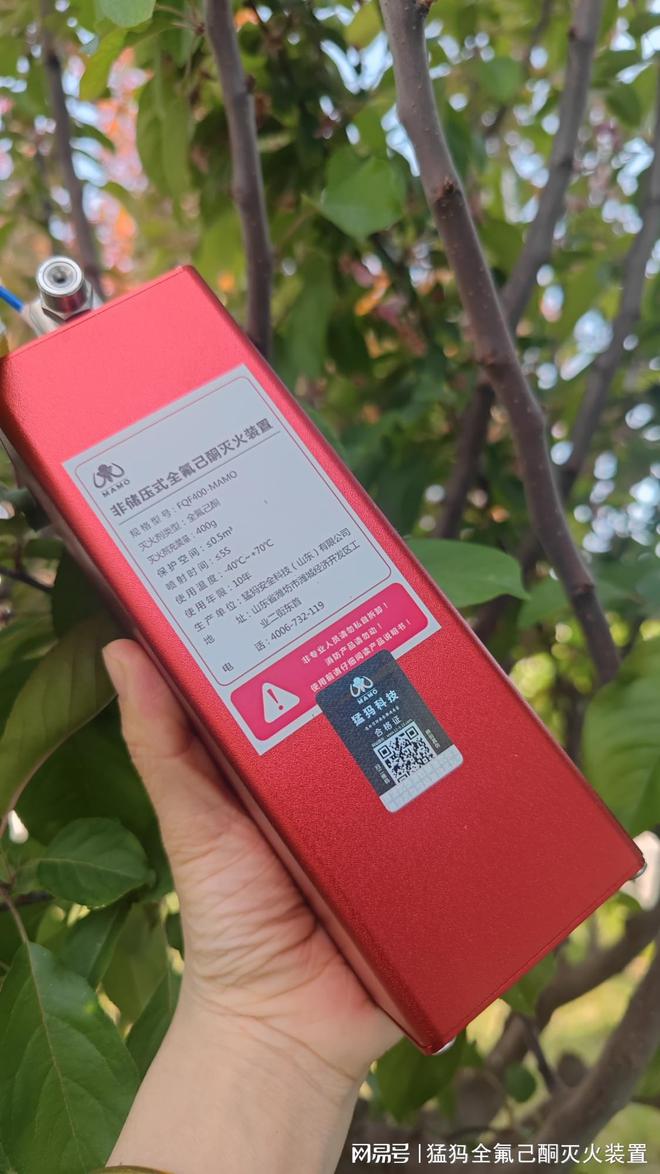 MAMO
非储压式全氟己酮灭火装置
规格型号：FQF400-MAMO
灭火剂类型：全氟己酮
灭火剂充装量：400g
保护空间：≤0.5m³
喷射时间：≤5S
使用温度：-40℃~+70℃
使用年限：10年
生产单位：猛犸安全科技（山东）有限公司
地 址：山东省潍坊市潍城经济开发区工
业二街东首
电 话：4006-732-119
非专业人员请勿私自拆卸！
消防产品请勿动！
使用前请仔细阅读产品说明书！
MAMO
猛犸科技
合格证
网易号 | 猛犸全氟己酮灭火装置